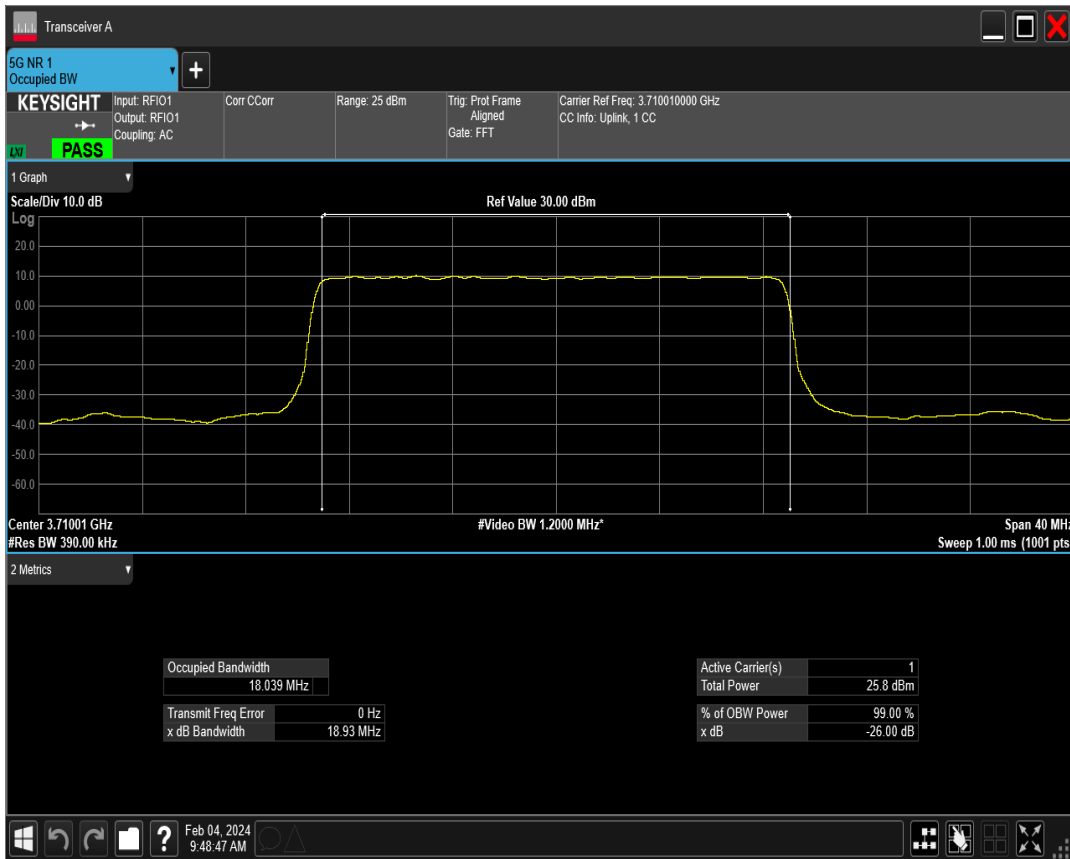 Transceiver A
5G NR 1
Occupied BW
KEYSIGHT
LXI
PASS
Input: RFIO1
Output: RFIO1
Coupling: AC
Corr CCorr
Range: 25 dBm
Trig: Prot Frame
Aligned
Gate: FFT
Carrier Ref Freq: 3.710010000 GHz
CC Info: Uplink, 1 CC
1 Graph
Scale/Div 10.0 dB
Ref Value 30.00 dBm
Log
20.0
10.0
0.00
-10.0
-20.0
-30.0
-40.0
-50.0
-60.0
Center 3.71001 GHz
#Video BW 1.2000 MHz*
Span 40 MHz
#Res BW 390.00 kHz
Sweep 1.00 ms (1001 pts
2 Metrics
Occupied Bandwidth
18.039 MHz
Active Carrier(s) 1
Total Power 25.8 dBm
Transmit Freq Error 0 Hz
x dB Bandwidth 18.93 MHz
% of OBW Power 99.00 %
x dB -26.00 dB
?
Feb 04, 2024
9:48:47 AM